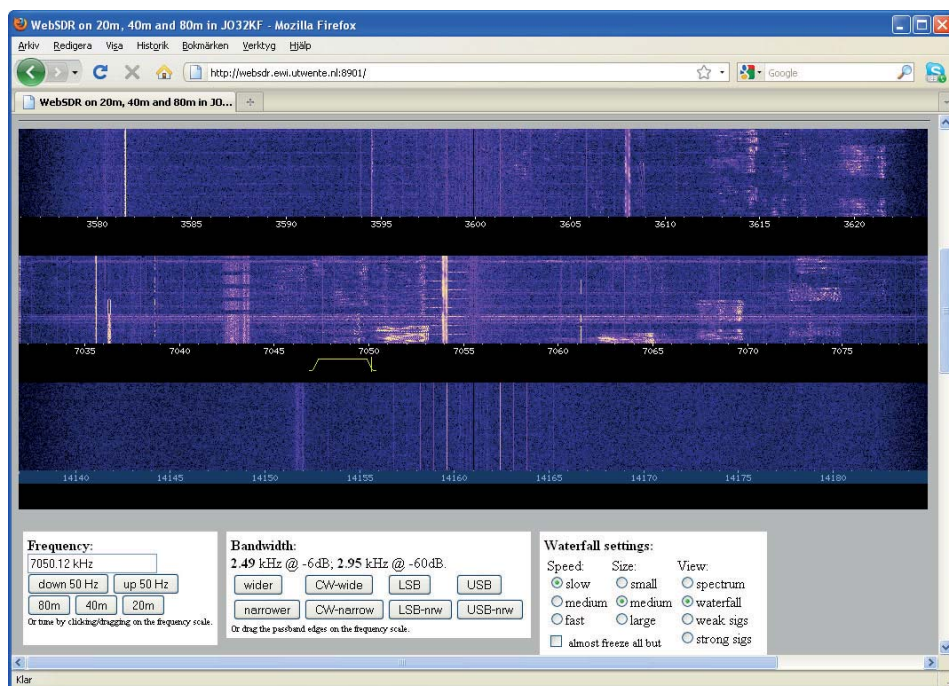 WebSDR on 20m, 40m and 80m in JO32KF - Mozilla Firefox
Arkiv Redigera Visa Historik Bokmärken Verktyg Hjälp
http://websdr.ewi.utwente.nl:8901/ Google
WebSDR on 20m, 40m and 80m in JO...
3580 3585 3590 3595 3600 3605 3610 3615 3620
7035 7040 7045 7050 7055 7060 7065 7070 7075
14140 14145 14150 14155 14160 14165 14170 14175 14180
Frequency: Bandwidth: Waterfall settings:
7050.12 kHz 2.49 kHz @ -6dB; 2.95 kHz @ -60dB. Speed: Size: View:
down 50 Hz up 50 Hz wider CW-wide LSB USB slow small spectrum
80m 40m 20m narrower CW-narrow LSB-nrw USB-nrw medium medium waterfall
Or tune by clicking/dragging on the frequency scale. Or drag the passband edges on the frequency scale. fast large weak sigs
almost freeze all but strong sigs
Klar